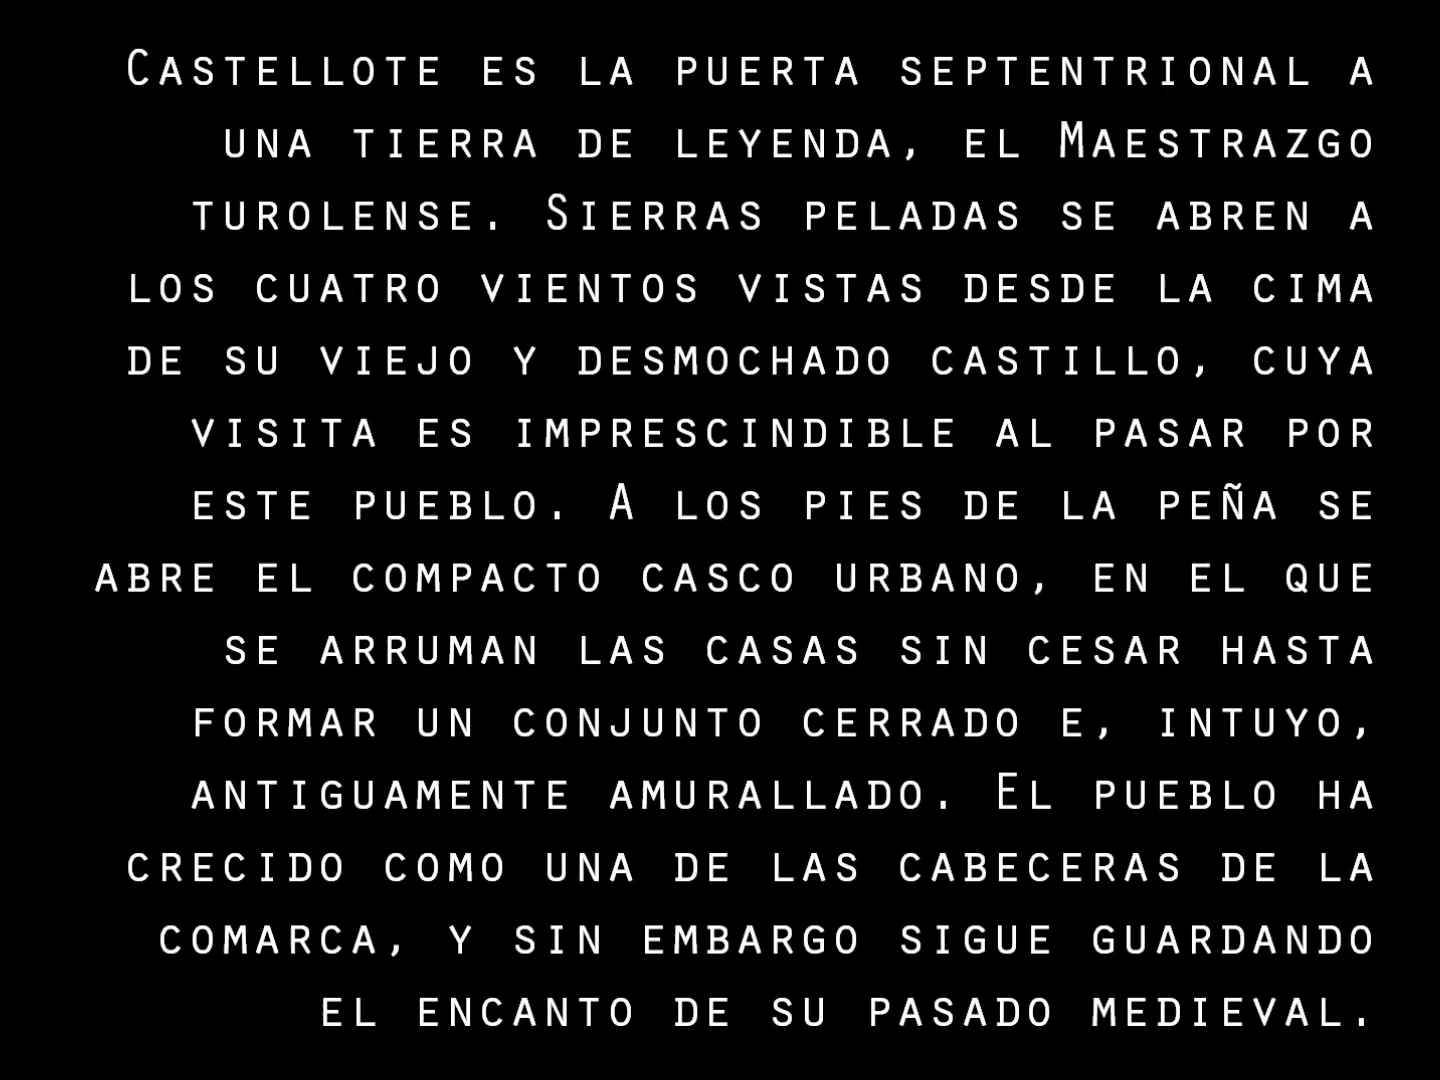 Castellote es la puerta septentrional a
una tierra de leyenda, el Maestrazgo
turolense. Sierras peladas se abren a
los cuatro vientos vistas desde la cima
de su viejo y desmochado castillo, cuya
visita es imprescindible al pasar por
este pueblo. A los pies de la peña se
abre el compacto casco urbano, en el que
se arruman las casas sin cesar hasta
formar un conjunto cerrado e, intuyo,
antiguamente amurallado. El pueblo ha
crecido como una de las cabeceras de la
comarca, y sin embargo sigue guardando
el encanto de su pasado medieval.